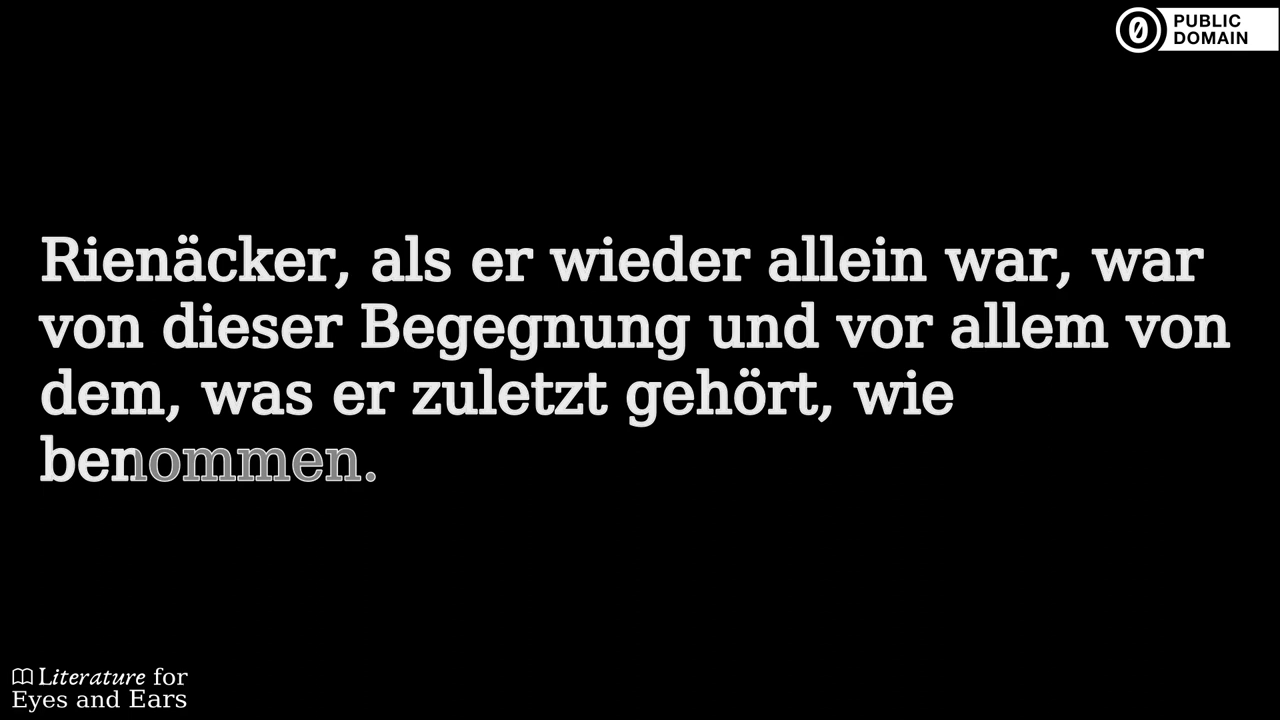 PUBLIC
DOMAIN
Rienäcker, als er wieder allein war, war
von dieser Begegnung und vor allem von
dem, was er zuletzt gehört, wie
benommen.
Literature for
Eyes and Ears